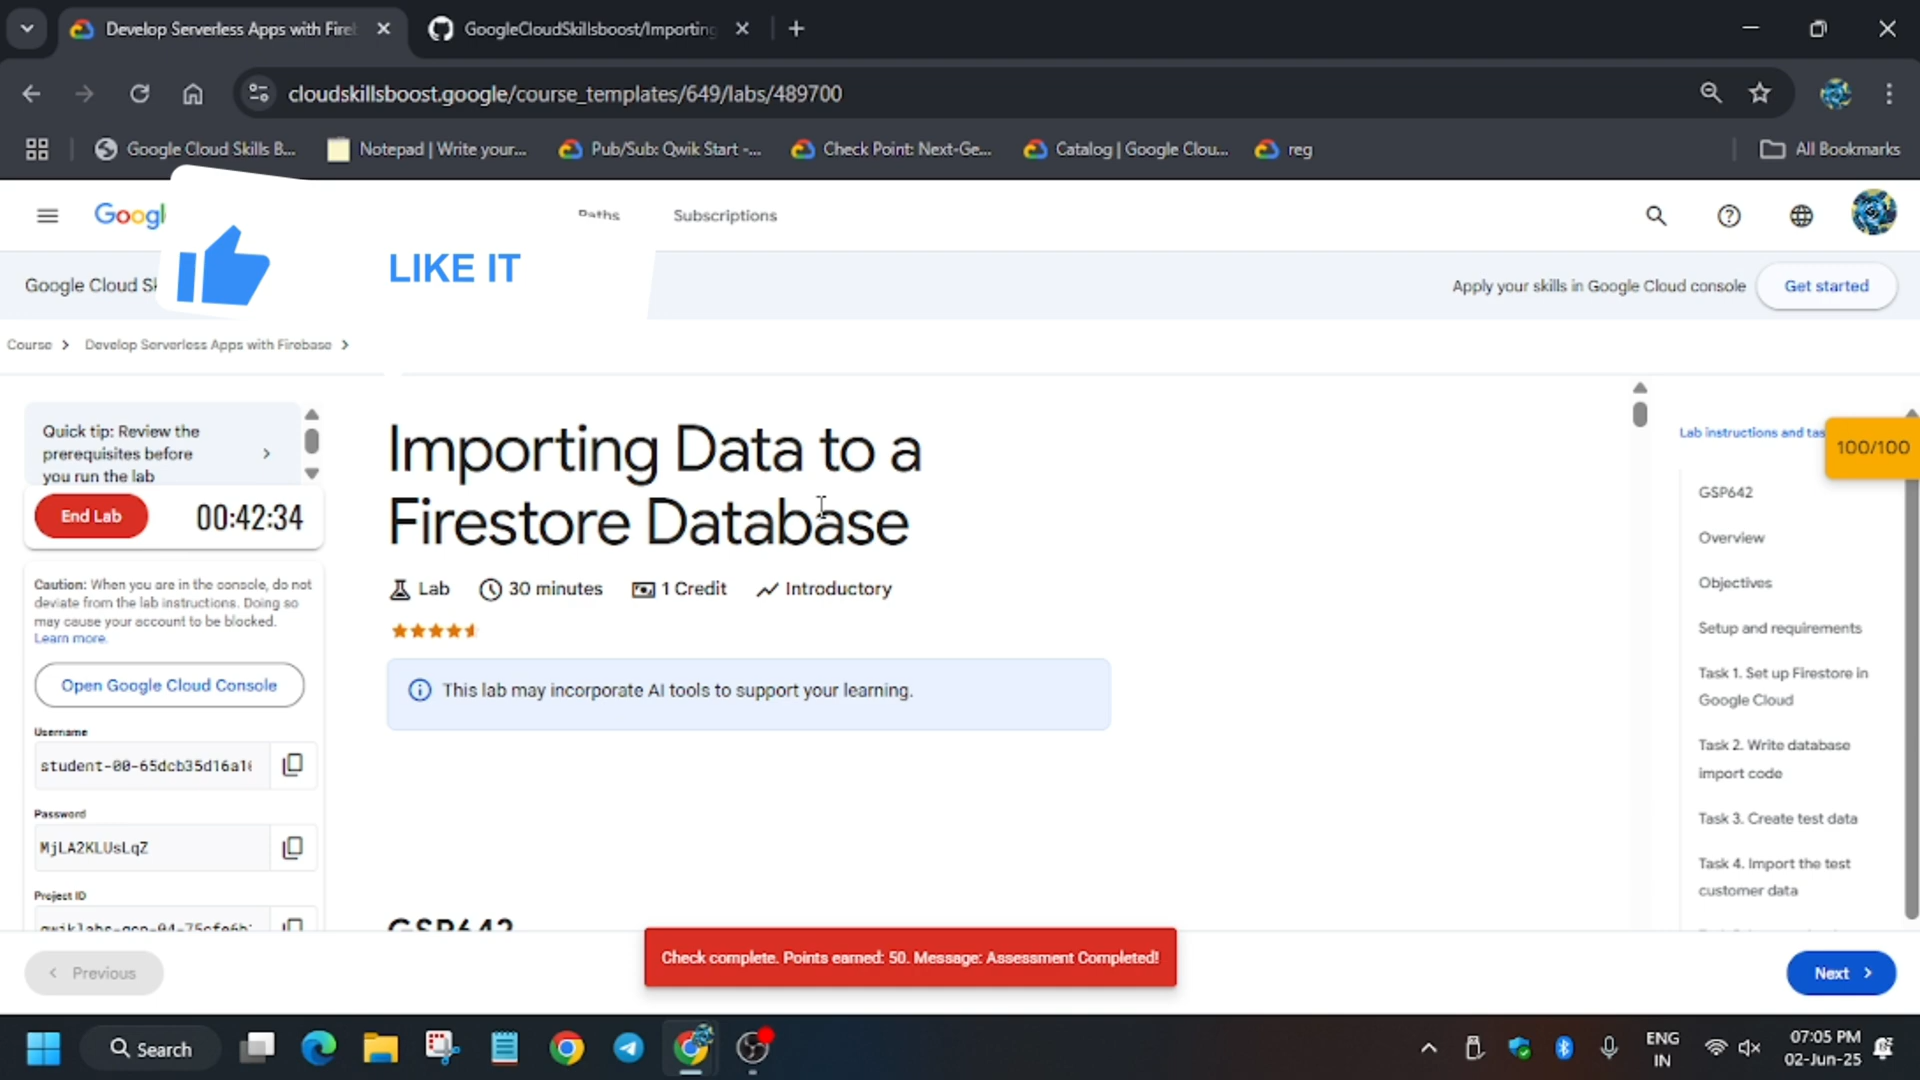 Develop Serverless Apps with Fire
GoogleCloudSkillsboost/Importing
cloudskillsboost.google/course_templates/649/labs/489700
Google Cloud Skills B...
Notepad | Write your...
Pub/Sub: Qwik Start -...
Check Point: Next-Ge...
Catalog | Google Clou...
reg
All Bookmarks
Googl
Paths
Subscriptions
LIKE IT
Google Cloud Sk
Apply your skills in Google Cloud console
Get started
Course > Develop Serverless Apps with Firebase >
Quick tip: Review the
prerequisites before
you run the lab
End Lab
00:42:34
Caution: When you are in the console, do not
deviate from the lab instructions. Doing so
may cause your account to be blocked.
Learn more.
Open Google Cloud Console
Username
student-00-65dcb35d16a1
Password
MjLA2KLUsLqZ
Project ID
Importing Data to a
Firestore Database
Lab
30 minutes
1 Credit
Introductory
This lab may incorporate AI tools to support your learning.
GSP642
Lab instructions and tas
100/100
GSP642
Overview
Objectives
Setup and requirements
Task 1. Set up Firestore in
Google Cloud
Task 2. Write database
import code
Task 3. Create test data
Task 4. Import the test
customer data
Previous
Check complete. Points earned: 50. Message: Assessment Completed!
Next
Search
ENG
IN
07:05 PM
02-Jun-25